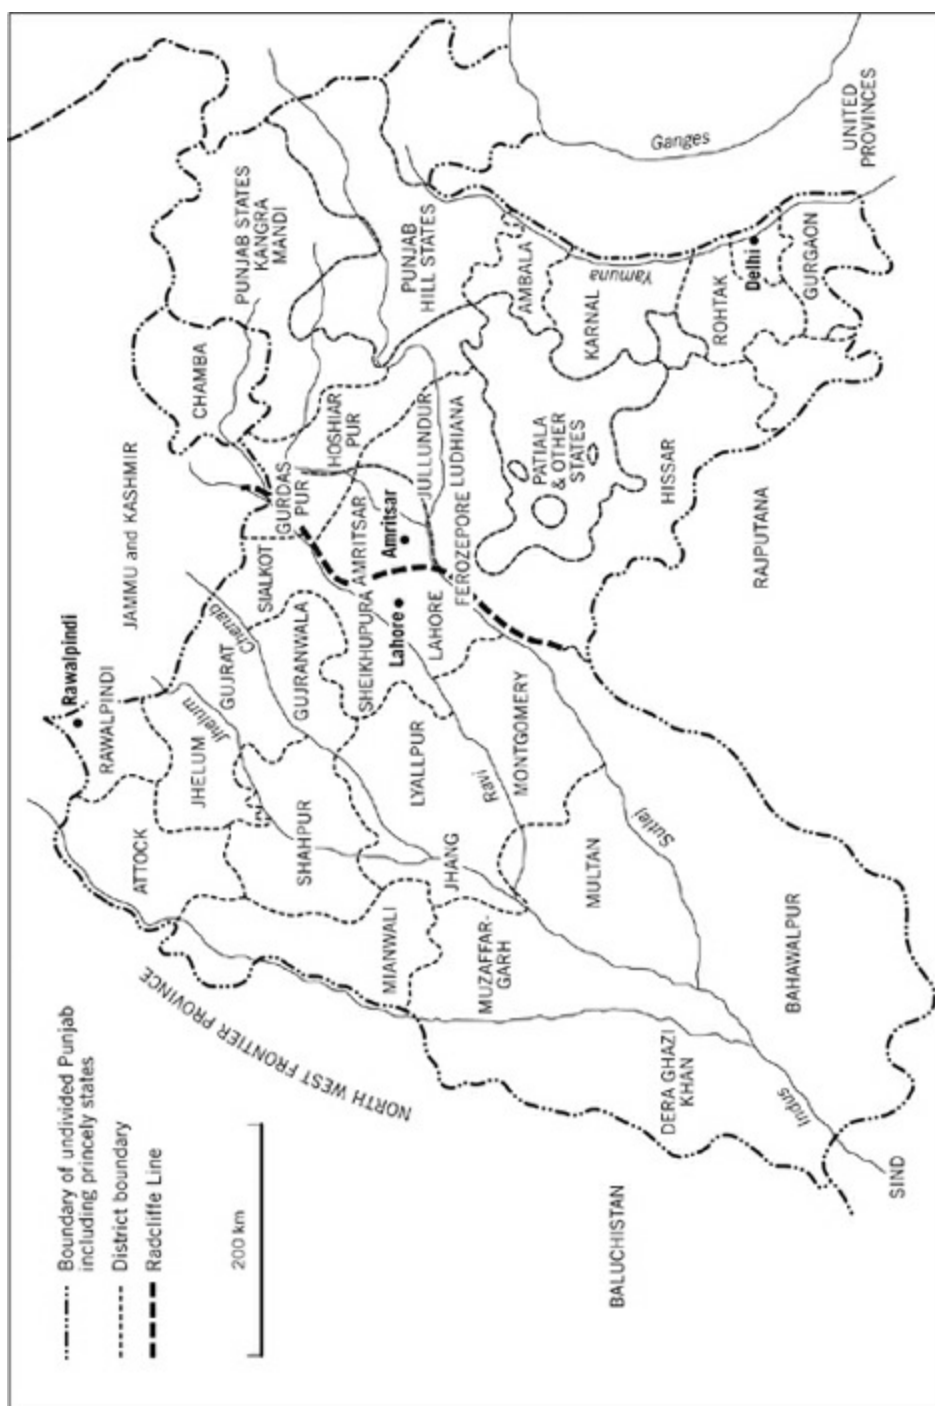 Boundary of undivided Punjab
including princely states
District boundary
Radcliffe Line
200 km
NORTH WEST FRONTIER PROVINCE
BALUCHISTAN
SIND
JAMMU and KASHMIR
RAJPUTANA
UNITED
PROVINCES
Rawalpindi
RAWALPINDI
ATTOCK
JHELUM
Jhelum
GUJRAT
Chenab
SHAHPUR
MIANWALI
GUJRANWALA
SIALKOT
SHEIKHUPURA
LYALLPUR
JHANG
MUZAFFAR-
GARH
DERA GHAZI
KHAN
Indus
MULTAN
MONTGOMERY
Ravi
Sutlej
BAHAWALPUR
Lahore
LAHORE
AMRITSAR
Amritsar
GURDAS
PUR
HOSHIAR
PUR
JULLUNDUR
LUDHIANA
FEROZEPORE
CHAMBA
PUNJAB STATES
KANGRA
MANDI
PUNJAB
HILL STATES
AMBALA
KARNAL
PATIALA
& OTHER
STATES
HISSAR
ROHTAK
Delhi
GURGAON
Yamuna
Ganges